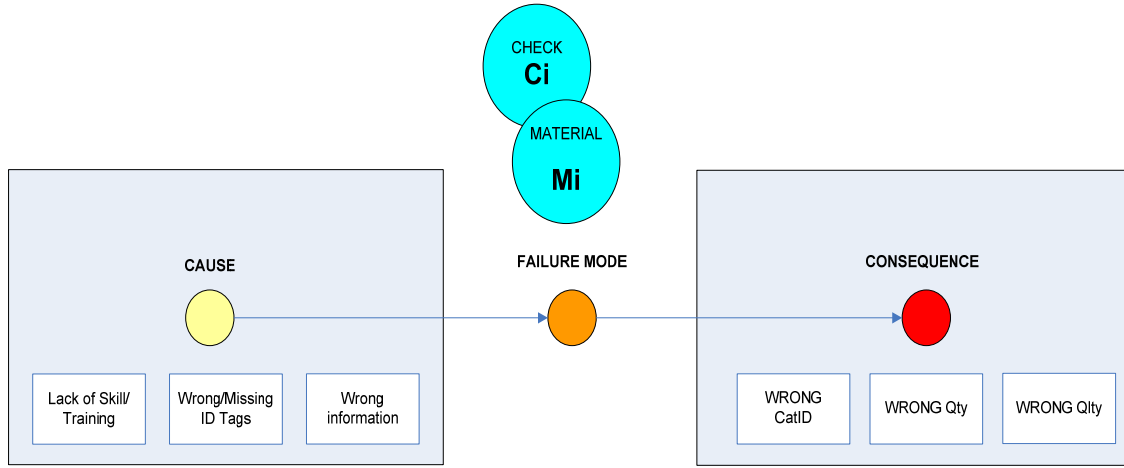 CHECK
Ci
MATERIAL
Mi
CAUSE
FAILURE MODE
CONSEQUENCE
Lack of Skill/
Training
Wrong/Missing
ID Tags
Wrong
information
WRONG
CatID
WRONG Qty
WRONG Qlty